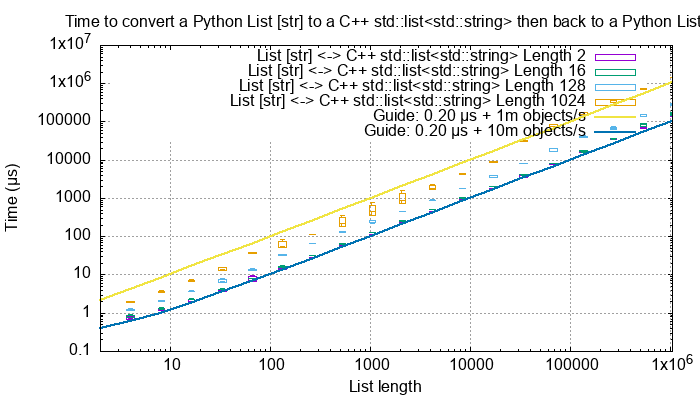 Time to convert a Python List [str] to a C++ std::list<std::string> then back to a Python List
1x10^7
1x10^6
100000
10000
1000
100
10
1
0.1
Time (µs)
List [str] <-> C++ std::list<std::string> Length 2
List [str] <-> C++ std::list<std::string> Length 16
List [str] <-> C++ std::list<std::string> Length 128
List [str] <-> C++ std::list<std::string> Length 1024
Guide: 0.20 µs + 1m objects/s
Guide: 0.20 µs + 10m objects/s
10 100 1000 10000 100000 1x10^6
List length